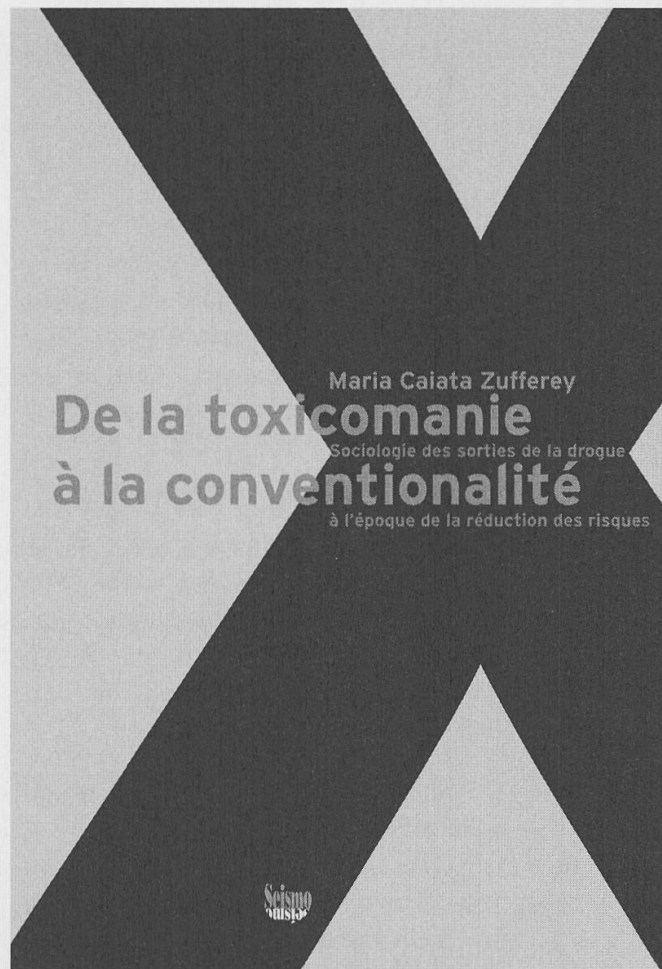 Maria Caiata Zufferey
De la toxicomanie
Sociologie des sorties de la drogue
à la conventionalité
à l'époque de la réduction des risques
Seismo